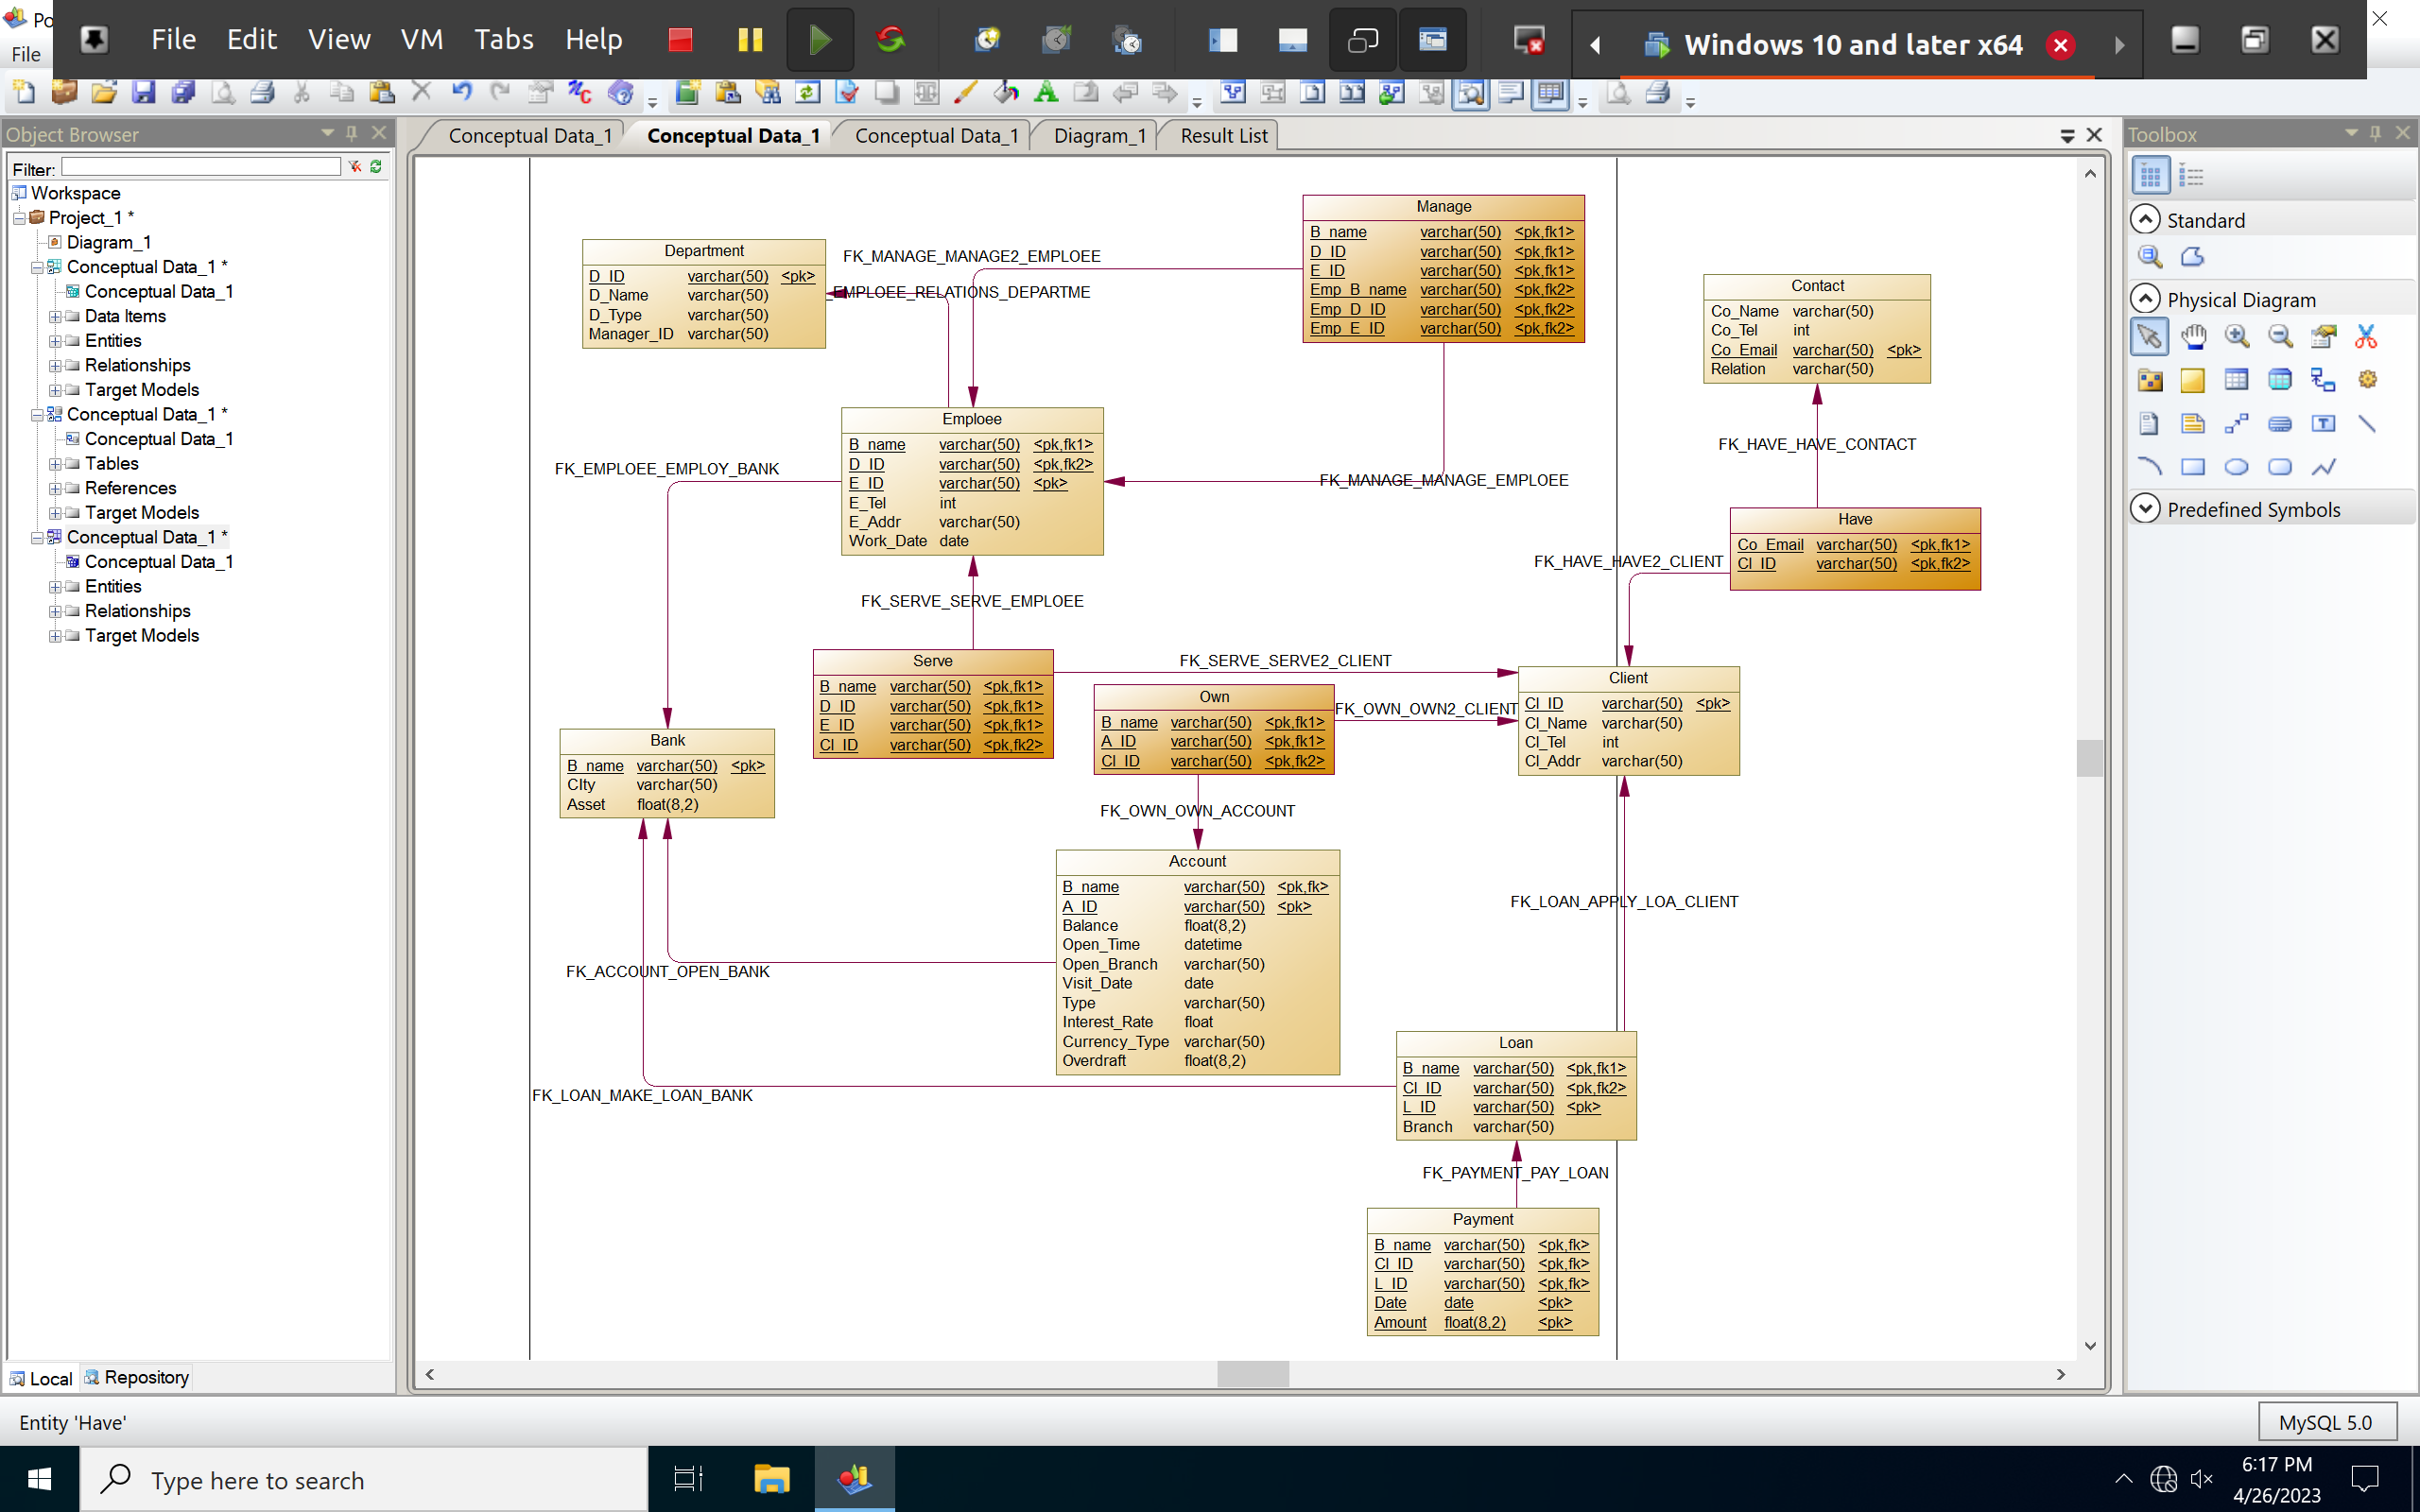 Po
File
File Edit View VM Tabs Help
Windows 10 and later x64
Object Browser
Filter:
Workspace
Project_1 *
Diagram_1
Conceptual Data_1 *
Conceptual Data_1
Data Items
Entities
Relationships
Target Models
Conceptual Data_1 *
Conceptual Data_1
Tables
References
Target Models
Conceptual Data_1 *
Conceptual Data_1
Entities
Relationships
Target Models
Local Repository
Conceptual Data_1 Conceptual Data_1 Conceptual Data_1 Diagram_1 Result List
Department
D_ID varchar(50) <pk>
D_Name varchar(50)
D_Type varchar(50)
Manager_ID varchar(50)
FK_MANAGE_MANAGE2_EMPLOEE
_EMPLOEE_RELATIONS_DEPARTME
Manage
B_name varchar(50) <pk,fk1>
D_ID varchar(50) <pk,fk1>
E_ID varchar(50) <pk,fk1>
Emp_B_name varchar(50) <pk,fk2>
Emp_D_ID varchar(50) <pk,fk2>
Emp_E_ID varchar(50) <pk,fk2>
Contact
Co_Name varchar(50)
Co_Tel int
Co_Email varchar(50) <pk>
Relation varchar(50)
FK_HAVE_HAVE_CONTACT
Emploee
B_name varchar(50) <pk,fk1>
D_ID varchar(50) <pk,fk2>
E_ID varchar(50) <pk>
E_Tel int
E_Addr varchar(50)
Work_Date date
FK_EMPLOEE_EMPLOY_BANK
FK_MANAGE_MANAGE_EMPLOEE
Have
Co_Email varchar(50) <pk,fk1>
Cl_ID varchar(50) <pk,fk2>
FK_HAVE_HAVE2_CLIENT
FK_SERVE_SERVE_EMPLOEE
Serve
B_name varchar(50) <pk,fk1>
D_ID varchar(50) <pk,fk1>
E_ID varchar(50) <pk,fk1>
Cl_ID varchar(50) <pk,fk2>
FK_SERVE_SERVE2_CLIENT
Own
B_name varchar(50) <pk,fk1>
A_ID varchar(50) <pk,fk1>
Cl_ID varchar(50) <pk,fk2>
FK_OWN_OWN2_CLIENT
Client
Cl_ID varchar(50) <pk>
Cl_Name varchar(50)
Cl_Tel int
Cl_Addr varchar(50)
Bank
B_name varchar(50) <pk>
CIty varchar(50)
Asset float(8,2)
FK_OWN_OWN_ACCOUNT
Account
B_name varchar(50) <pk,fk>
A_ID varchar(50) <pk>
Balance float(8,2)
Open_Time datetime
Open_Branch varchar(50)
Visit_Date date
Type varchar(50)
Interest_Rate float
Currency_Type varchar(50)
Overdraft float(8,2)
FK_LOAN_APPLY_LOA_CLIENT
FK_ACCOUNT_OPEN_BANK
FK_LOAN_MAKE_LOAN_BANK
Loan
B_name varchar(50) <pk,fk1>
Cl_ID varchar(50) <pk,fk2>
L_ID varchar(50) <pk>
Branch varchar(50)
FK_PAYMENT_PAY_LOAN
Payment
B_name varchar(50) <pk,fk>
Cl_ID varchar(50) <pk,fk>
L_ID varchar(50) <pk,fk>
Date date <pk>
Amount float(8,2) <pk>
Toolbox
Standard
Physical Diagram
Predefined Symbols
Entity 'Have'
MySQL 5.0
Type here to search
6:17 PM
4/26/2023